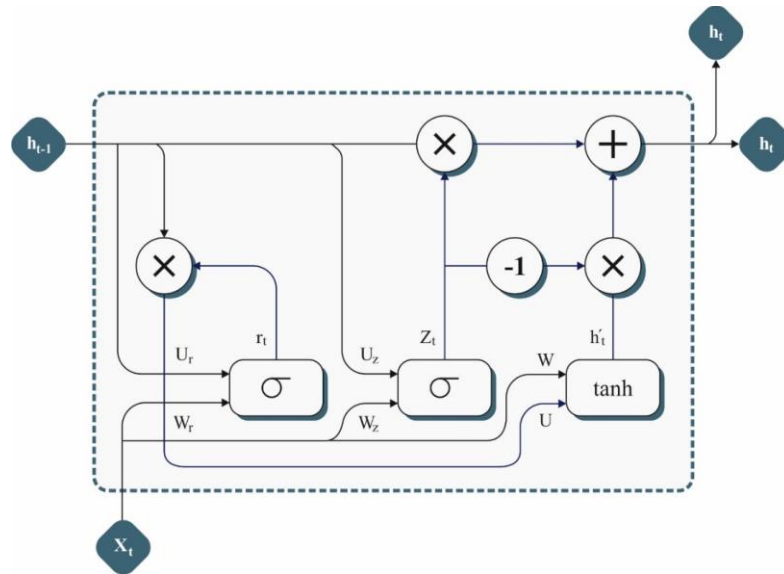 hₜ
hₜ₋₁
×
+
hₜ
×
-1
×
rₜ
Zₜ
h′ₜ
Uᵣ
U_z
W
σ
σ
tanh
Wᵣ
W_z
U
Xₜ